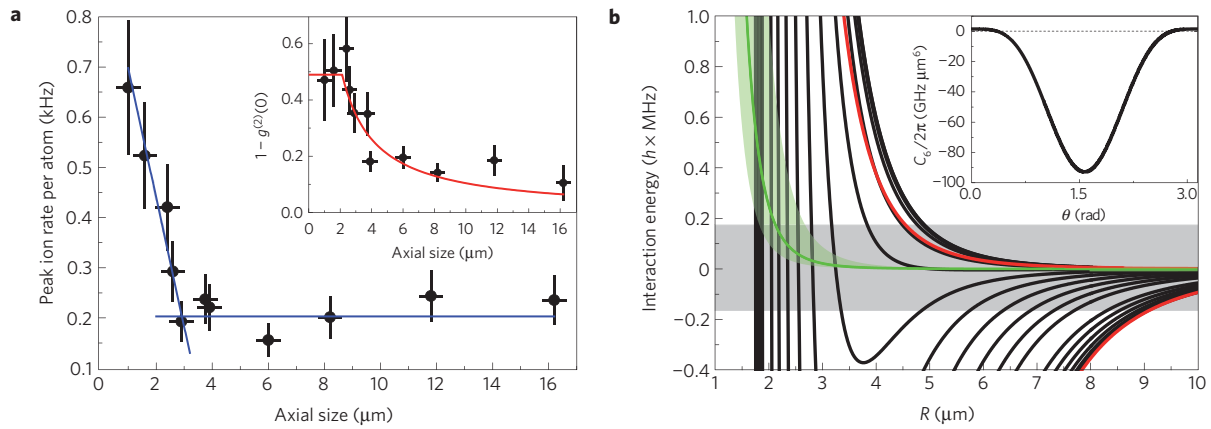 a
0.8
0.7
0.6
0.5
0.4
0.3
0.2
0.1
Peak ion rate per atom (kHz)
0 2 4 6 8 10 12 14 16
Axial size (μm)
0.6
0.4
0.2
0.0
1 − g(2)(0)
0 2 4 6 8 10 12 14 16
Axial size (μm)
b
1.0
0.8
0.6
0.4
0.2
0
−0.2
−0.4
Interaction energy (h × MHz)
1 2 3 4 5 6 7 8 9 10
R (μm)
0
−20
−40
−60
−80
−100
C6/2π (GHz μm6)
0.0 1.5 3.0
θ (rad)